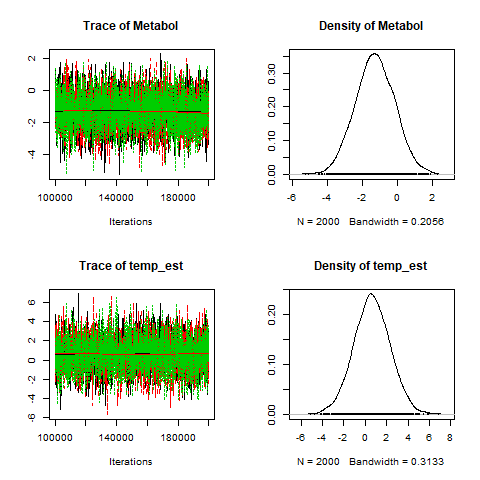 Trace of Metabol
2
0
-2
-4
100000 140000 180000
Iterations
Density of Metabol
0.30
0.20
0.10
0.00
-6 -4 -2 0 2
N = 2000 Bandwidth = 0.2056
Trace of temp_est
6
4
2
0
-2
-4
-6
100000 140000 180000
Iterations
Density of temp_est
0.20
0.10
0.00
-6 -4 -2 0 2 4 6 8
N = 2000 Bandwidth = 0.3133